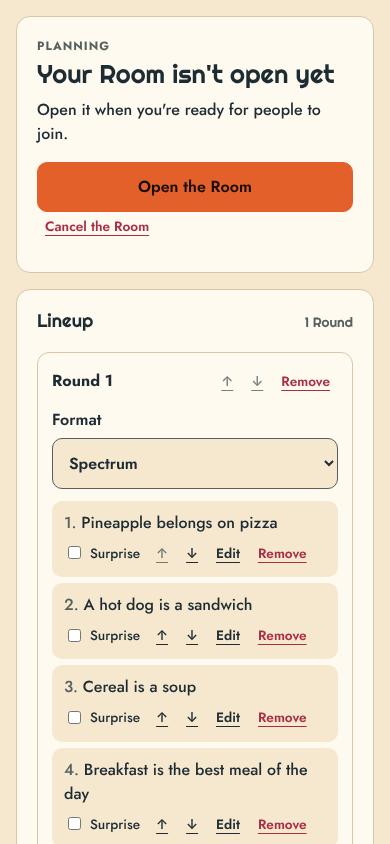 PLANNING
Your Room isn't open yet
Open it when you're ready for people to
join.
Open the Room
Cancel the Room
Lineup
1 Round
Round 1
↑ ↓ Remove
Format
Spectrum
1. Pineapple belongs on pizza
Surprise ↑ ↓ Edit Remove
2. A hot dog is a sandwich
Surprise ↑ ↓ Edit Remove
3. Cereal is a soup
Surprise ↑ ↓ Edit Remove
4. Breakfast is the best meal of the
day
Surprise ↑ ↓ Edit Remove